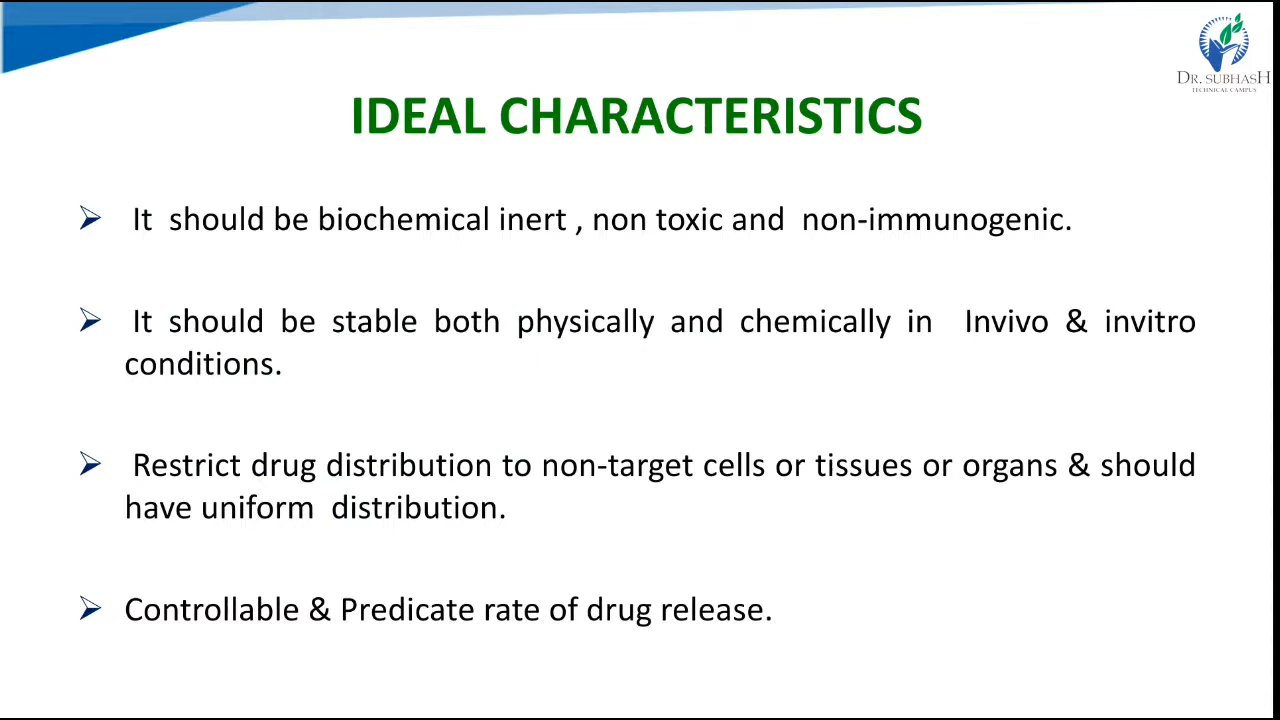 DR. SUBHASH
TECHNICAL CAMPUS
IDEAL CHARACTERISTICS
It should be biochemical inert , non toxic and non-immunogenic.
It should be stable both physically and chemically in Invivo & invitro
conditions.
Restrict drug distribution to non-target cells or tissues or organs & should
have uniform distribution.
Controllable & Predicate rate of drug release.